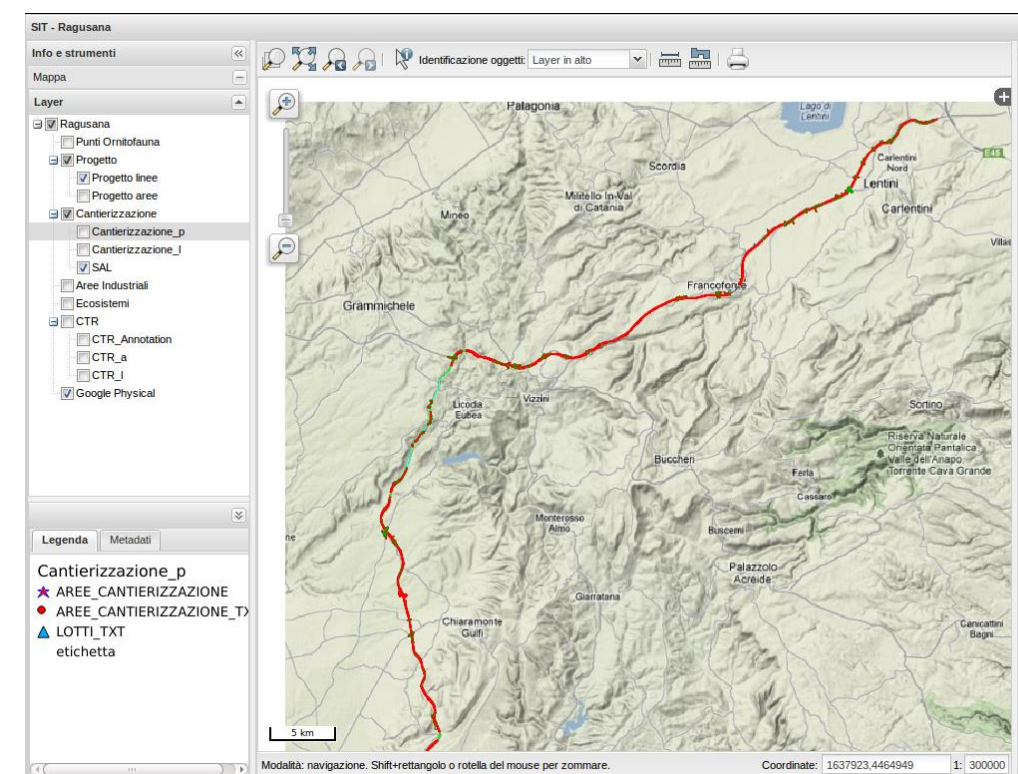 SIT - Ragusana
Info e strumenti
Mappa
Layer
Ragusana
Punti Ornitofauna
Progetto
Progetto linee
Progetto aree
Cantierizzazione
Cantierizzazione_p
Cantierizzazione_l
SAL
Aree Industriali
Ecosistemi
CTR
CTR_Annotation
CTR_a
CTR_l
Google Physical
Legenda Metadati
Cantierizzazione_p
AREE_CANTIERIZZAZIONE
AREE_CANTIERIZZAZIONE_TX
LOTTI_TXT
etichetta
Identificazione oggetti: Layer in alto
Palagonia
Lago di
Lentini
E45
Scordia
Carlentini
Nord
Lentini
Militello In Val
di Catania
Mineo
Carlentini
Villas
Francofonte
Grammichele
Licodia
Eubea
Vizzini
Sortino
Riserva Naturale
Orientata Pantalica,
Valle dell'Anapo,
Torrente Cava Grande
Buccheri
Ferla
Cassaro
Monterosso
Almo
Buscemi
ne
Palazzolo
Acreide
Giarratana
Chiaramonte
Gulfi
Canicattini
Bagni
5 km
Modalità: navigazione. Shift+rettangolo o rotella del mouse per zommare.
Coordinate: 1637923,4464949 1: 300000